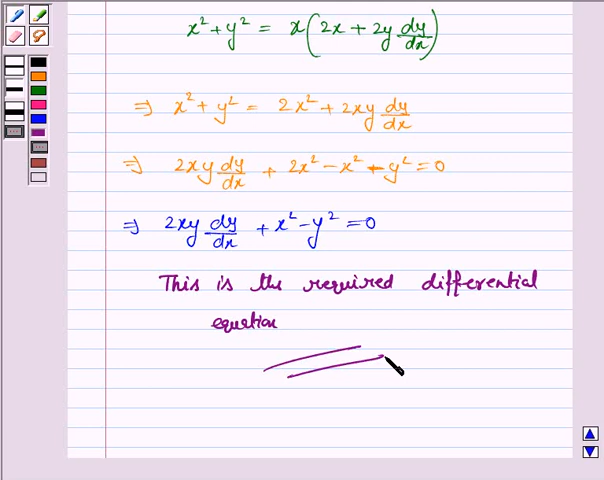 x² + y² = x(2x + 2y dy/dx)
⇒ x² + y² = 2x² + 2xy dy/dx
⇒ 2xy dy/dx + 2x² - x² - y² = 0
⇒ 2xy dy/dx + x² - y² = 0
This is the required differential
equation